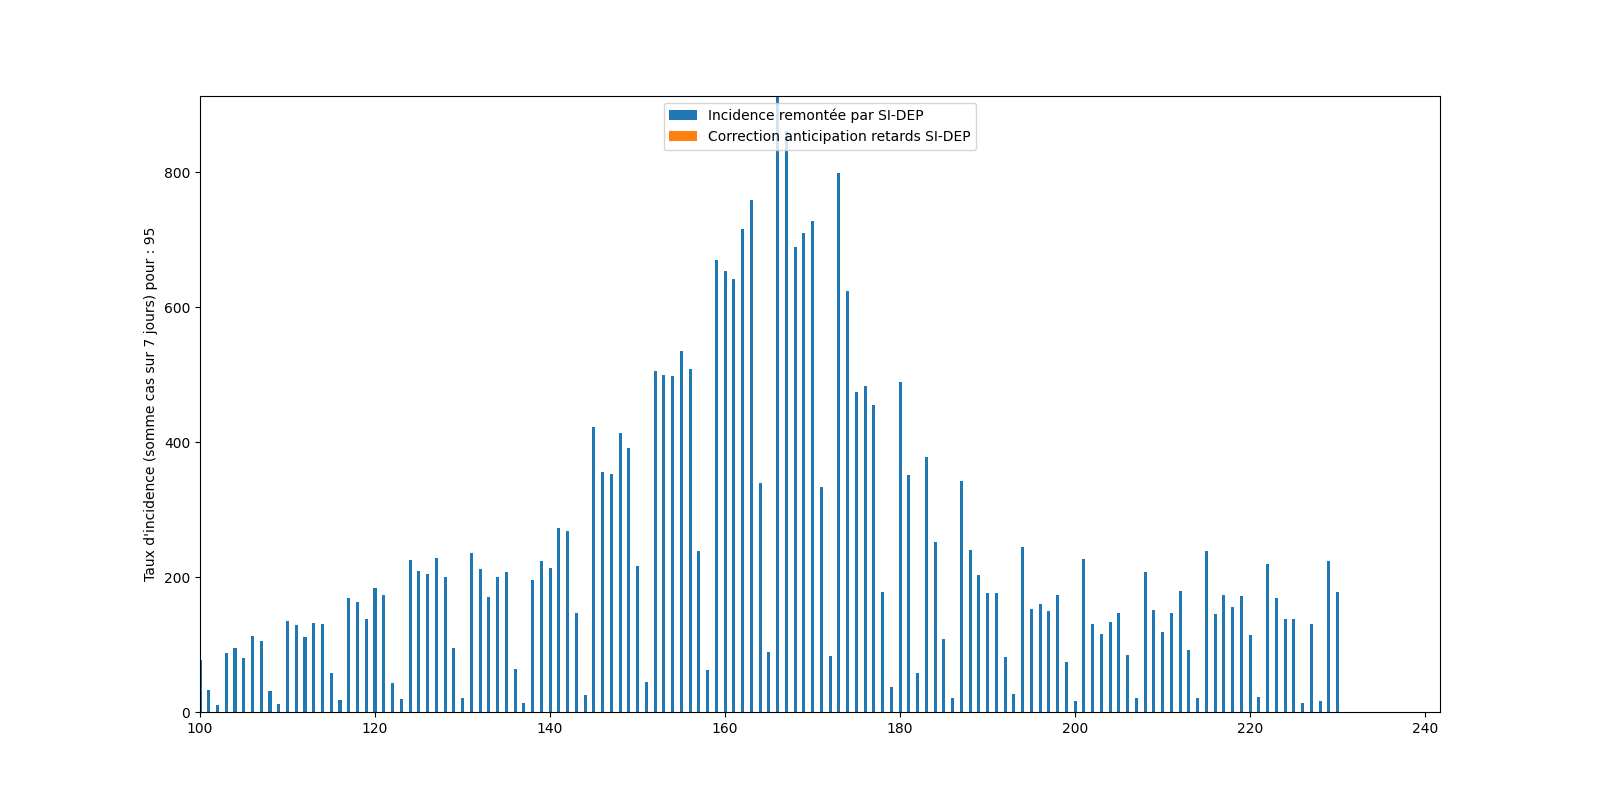 Incidence remontée par SI-DEP
Correction anticipation retards SI-DEP
Taux d'incidence (somme cas sur 7 jours) pour : 95
800
600
400
200
0
100 120 140 160 180 200 220 240